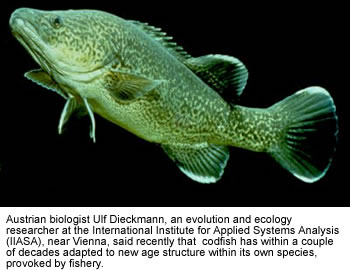 Austrian biologist Ulf Dieckmann, an evolution and ecology
researcher at the International Institute for Applied Systems Analysis
(IIASA), near Vienna, said recently that codfish has within a couple
of decades adapted to new age structure within its own species,
provoked by fishery.